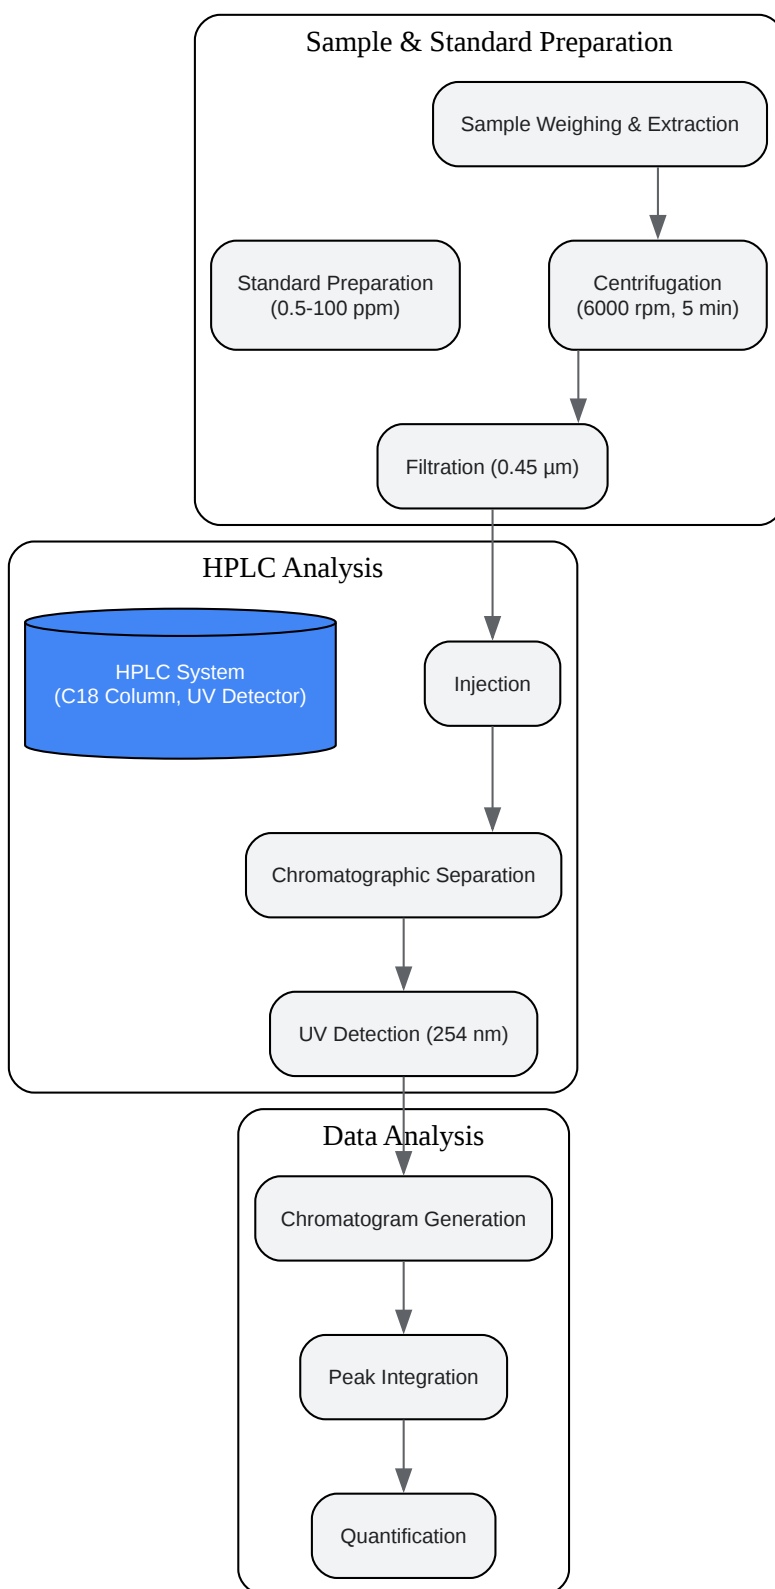 Sample & Standard Preparation
Sample Weighing & Extraction
Standard Preparation
(0.5-100 ppm)
Centrifugation
(6000 rpm, 5 min)
Filtration (0.45 µm)
HPLC Analysis
HPLC System
(C18 Column, UV Detector)
Injection
Chromatographic Separation
UV Detection (254 nm)
Data Analysis
Chromatogram Generation
Peak Integration
Quantification